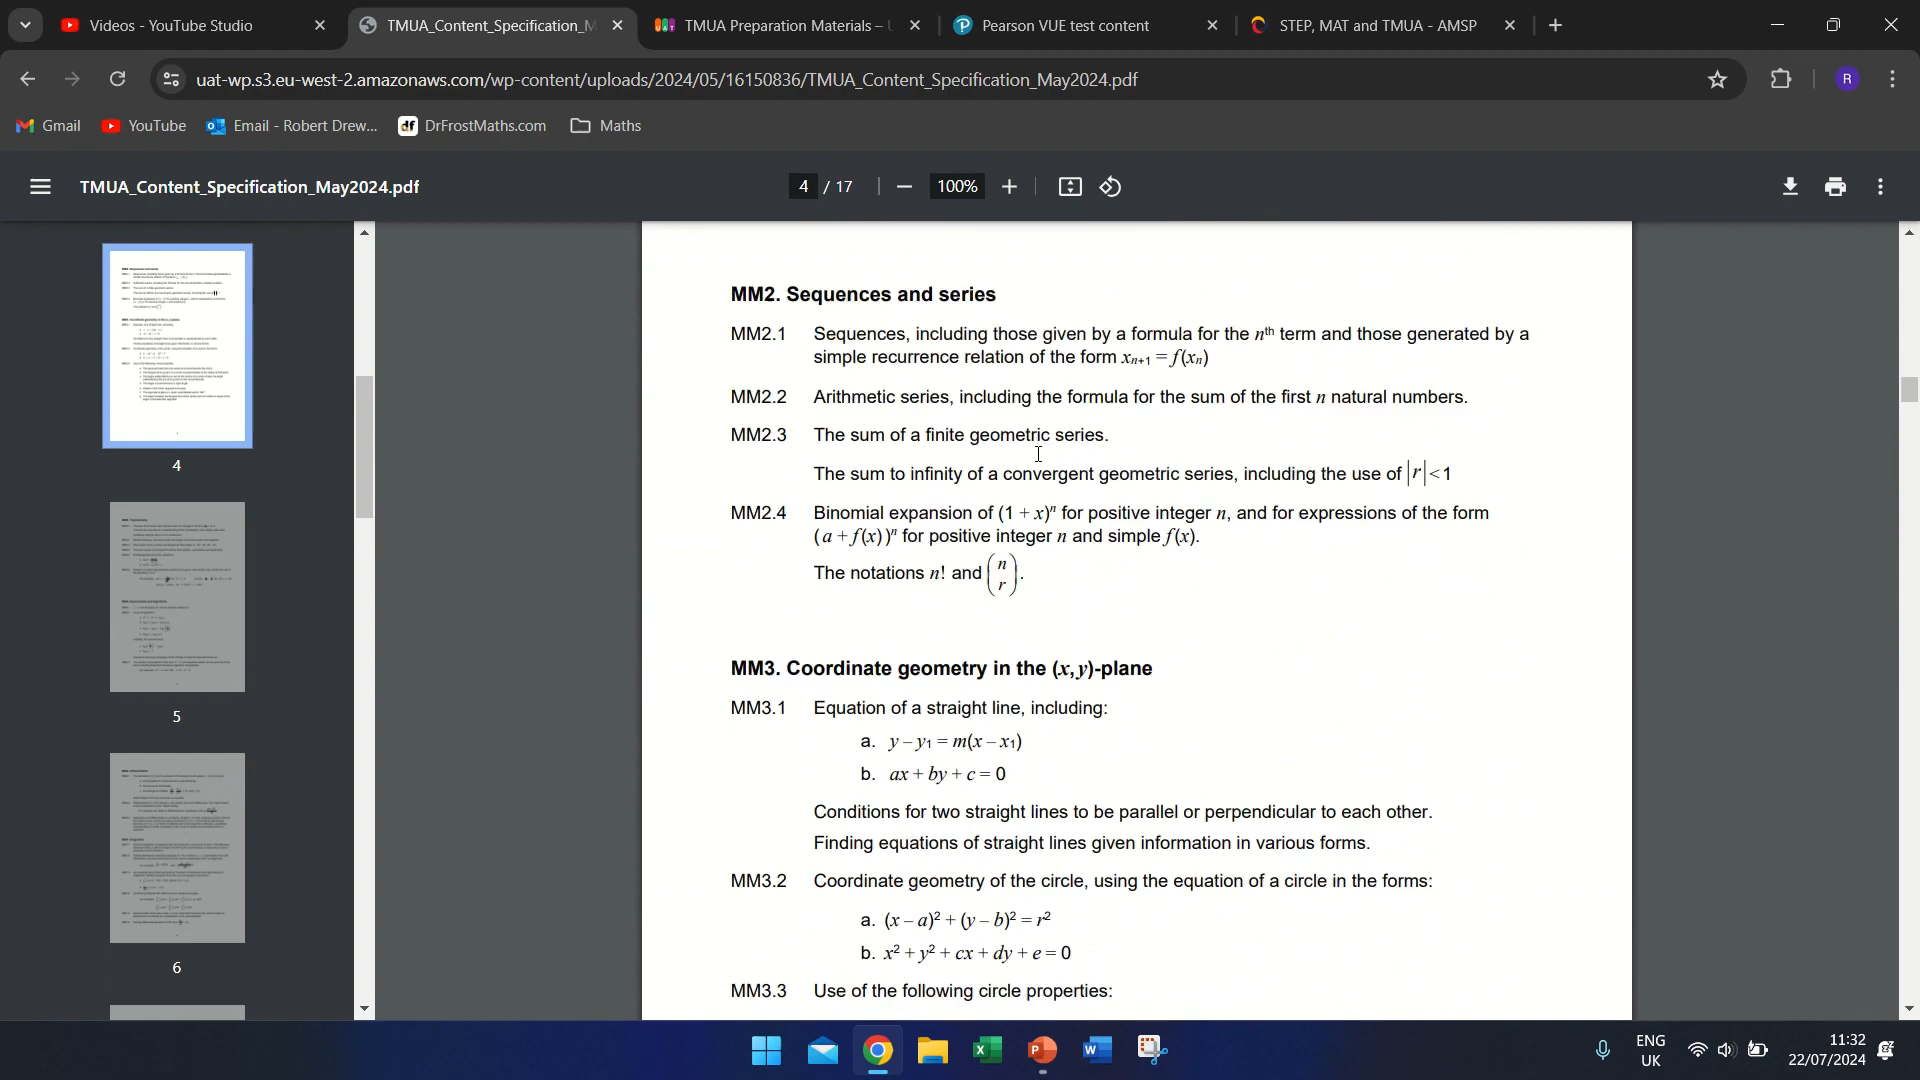 Videos - YouTube Studio
TMUA_Content_Specification_M
TMUA Preparation Materials –
Pearson VUE test content
STEP, MAT and TMUA - AMSP
uat-wp.s3.eu-west-2.amazonaws.com/wp-content/uploads/2024/05/16150836/TMUA_Content_Specification_May2024.pdf
R
Gmail
YouTube
Email - Robert Drew...
df DrFrostMaths.com
Maths
TMUA_Content_Specification_May2024.pdf
4 / 17
100%
4
5
6
MM2. Sequences and series
MM2.1 Sequences, including those given by a formula for the nᵗʰ term and those generated by a
simple recurrence relation of the form xₙ₊₁ = f(xₙ)
MM2.2 Arithmetic series, including the formula for the sum of the first n natural numbers.
MM2.3 The sum of a finite geometric series.
The sum to infinity of a convergent geometric series, including the use of |r| < 1
MM2.4 Binomial expansion of (1 + x)ⁿ for positive integer n, and for expressions of the form
(a + f(x))ⁿ for positive integer n and simple f(x).
The notations n! and (n r).
MM3. Coordinate geometry in the (x, y)-plane
MM3.1 Equation of a straight line, including:
a. y – y₁ = m(x – x₁)
b. ax + by + c = 0
Conditions for two straight lines to be parallel or perpendicular to each other.
Finding equations of straight lines given information in various forms.
MM3.2 Coordinate geometry of the circle, using the equation of a circle in the forms:
a. (x – a)² + (y – b)² = r²
b. x² + y² + cx + dy + e = 0
MM3.3 Use of the following circle properties:
ENG
UK
11:32
22/07/2024